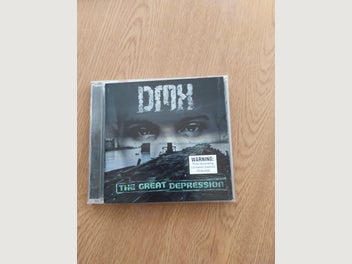 DMX
WARNING:
THE GREAT DEPRESSION